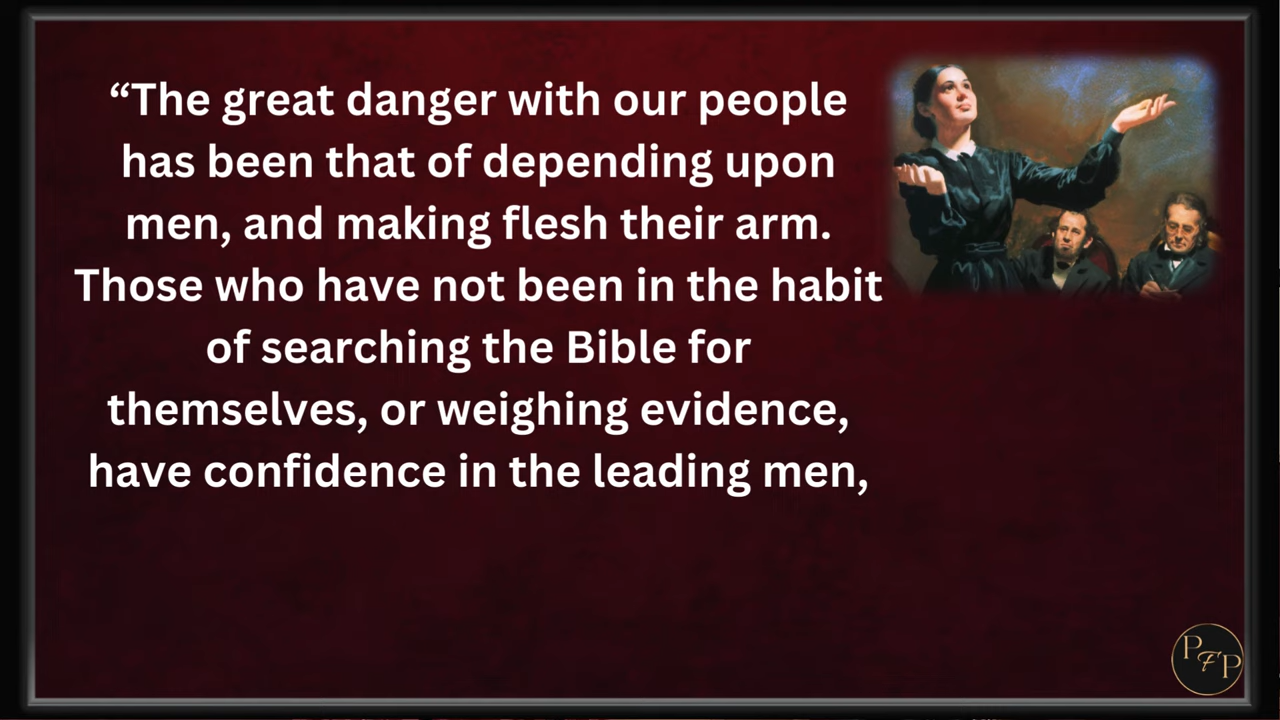 “The great danger with our people
has been that of depending upon
men, and making flesh their arm.
Those who have not been in the habit
of searching the Bible for
themselves, or weighing evidence,
have confidence in the leading men,
PFP